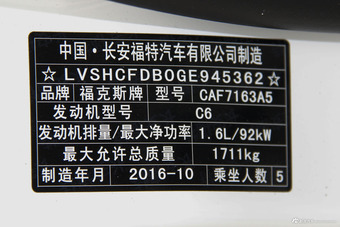 中国·长安福特汽车有限公司制造
☆LVSHCFDB0GE945362☆
品牌 福克斯牌 型号 CAF7163A5
发动机型号 C6
发动机排量/最大净功率 1.6L/92kW
最大允许总质量 1711kg
制造年月 2016-10 乘坐人数 5